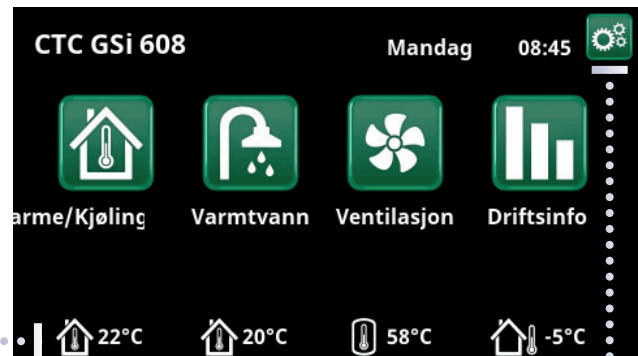 CTC GSi 608 Mandag 08:45
arme/Kjøling Varmtvann Ventilasjon Driftsinfo
22°C 20°C 58°C -5°C